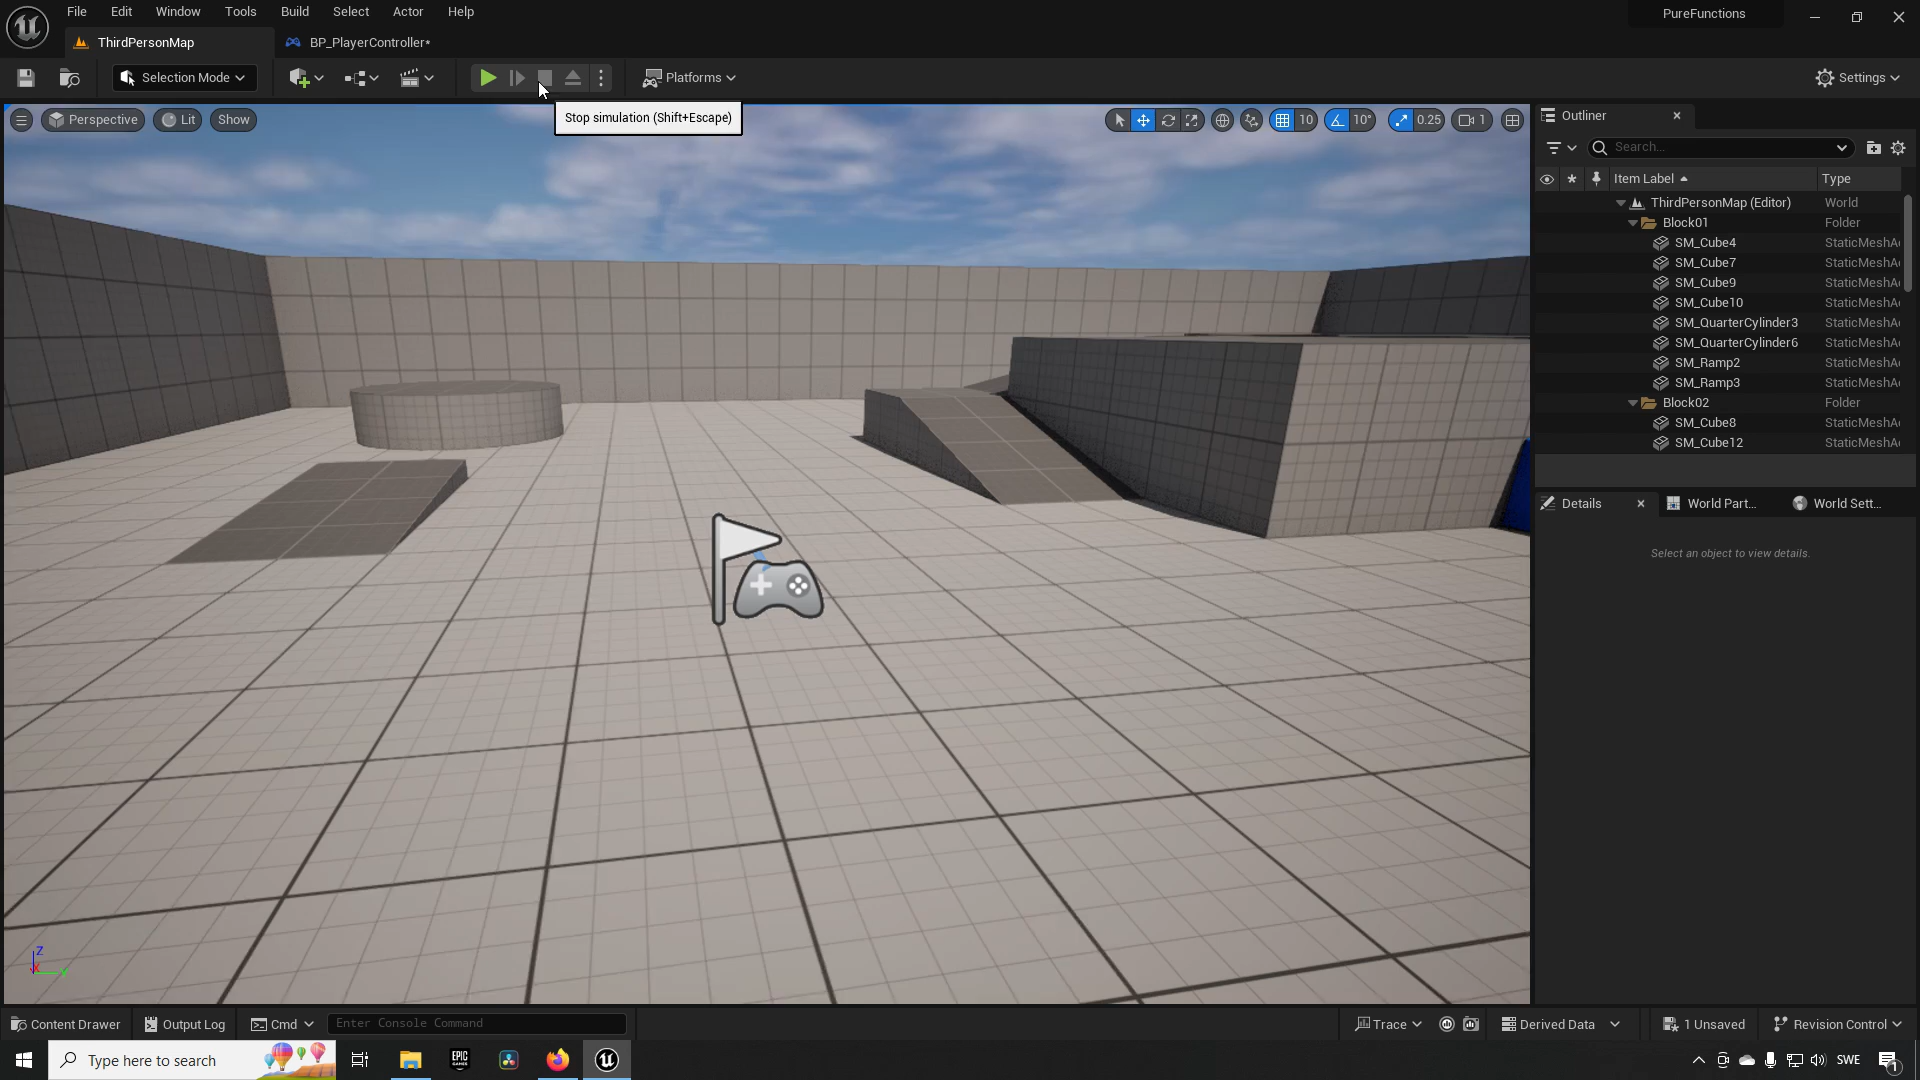 File Edit Window Tools Build Select Actor Help
PureFunctions
ThirdPersonMap
BP_PlayerController*
Selection Mode
Platforms
Settings
Stop simulation (Shift+Escape)
Perspective
Lit
Show
10
10°
0.25
1
Outliner
Search...
Item Label
Type
ThirdPersonMap (Editor) World
Block01 Folder
SM_Cube4 StaticMeshA
SM_Cube7 StaticMeshA
SM_Cube9 StaticMeshA
SM_Cube10 StaticMeshA
SM_QuarterCylinder3 StaticMeshA
SM_QuarterCylinder6 StaticMeshA
SM_Ramp2 StaticMeshA
SM_Ramp3 StaticMeshA
Block02 Folder
SM_Cube8 StaticMeshA
SM_Cube12 StaticMeshA
Details
World Part...
World Sett...
Select an object to view details.
Z
X
Y
Content Drawer
Output Log
Cmd
Enter Console Command
Trace
Derived Data
1 Unsaved
Revision Control
Type here to search
EPIC GAMES
SWE
1